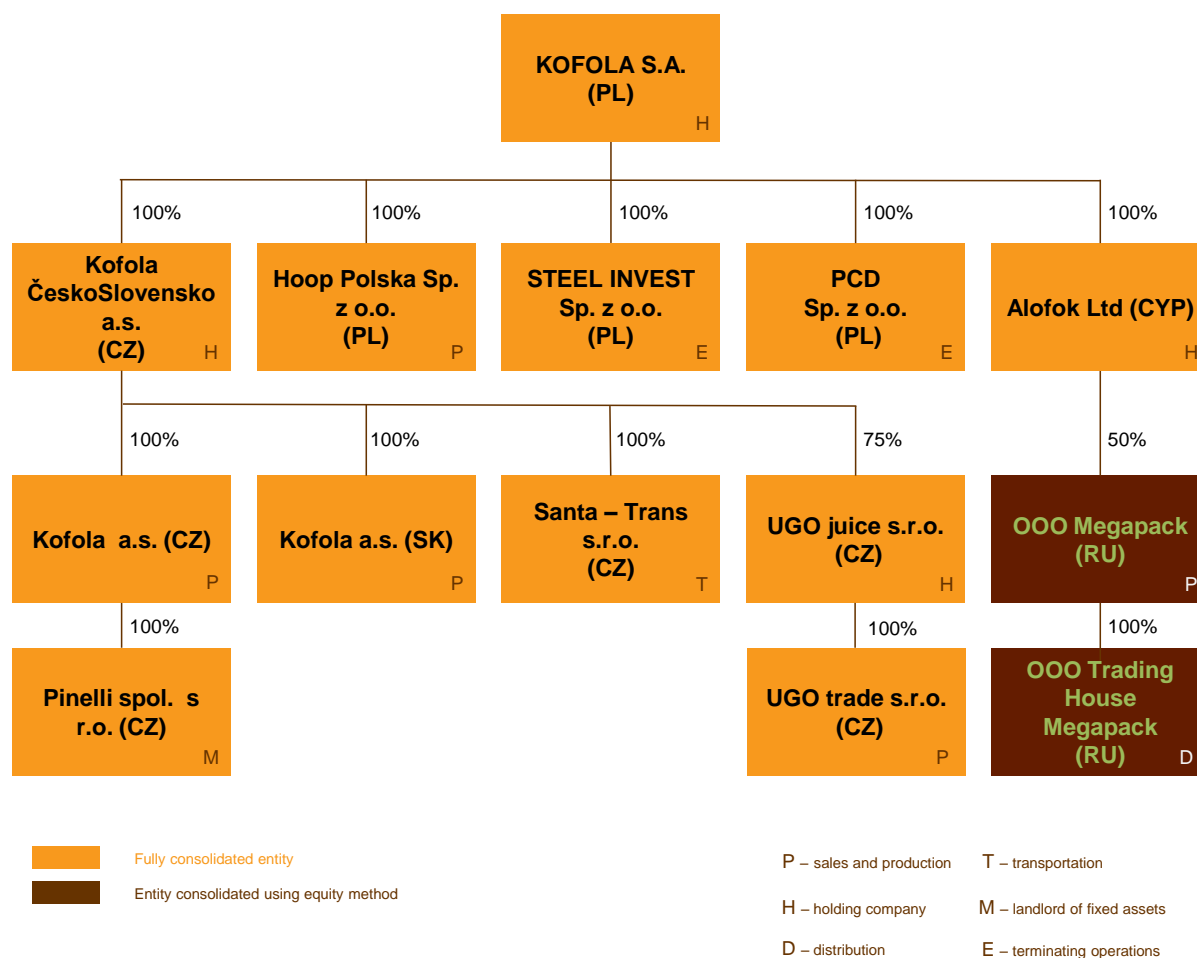 KOFOLA S.A.
(PL)
H
100%
100%
100%
100%
100%
Kofola
ČeskoSlovensko
a.s.
(CZ)
H
Hoop Polska Sp.
z o.o.
(PL)
P
STEEL INVEST
Sp. z o.o.
(PL)
E
PCD
Sp. z o.o.
(PL)
E
Alofok Ltd (CYP)
H
100%
100%
100%
75%
50%
Kofola a.s. (CZ)
P
Kofola a.s. (SK)
P
Santa – Trans
s.r.o.
(CZ)
T
UGO juice s.r.o.
(CZ)
H
OOO Megapack
(RU)
P
100%
100%
100%
Pinelli spol. s
r.o. (CZ)
M
UGO trade s.r.o.
(CZ)
P
OOO Trading
House
Megapack
(RU)
D
Fully consolidated entity
Entity consolidated using equity method
P – sales and production
T – transportation
H – holding company
M – landlord of fixed assets
D – distribution
E – terminating operations